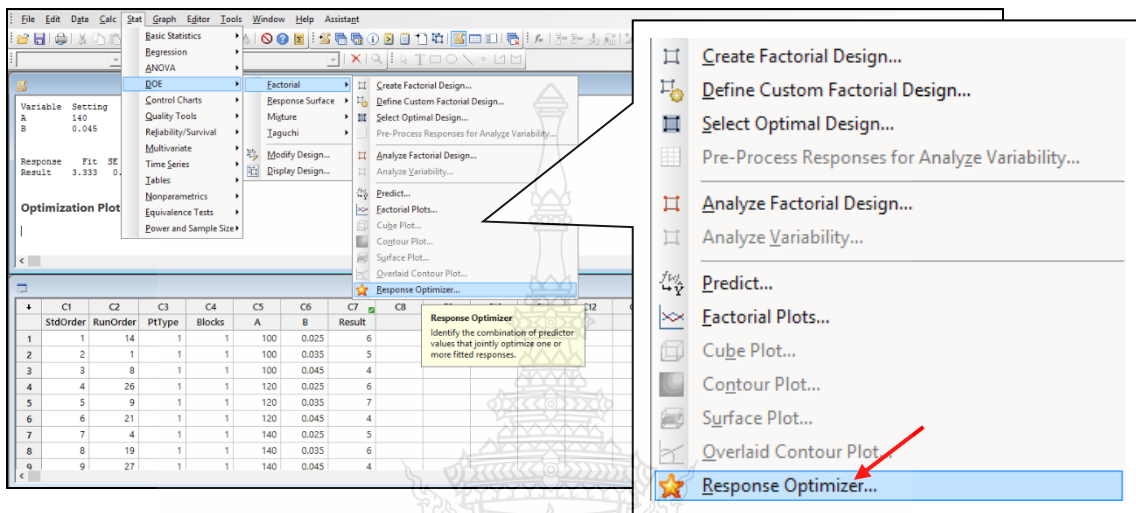 File Edit Data Calc Stat Graph Editor Tools Window Help Assistant
Basic Statistics
Regression
ANOVA
DOE
Control Charts
Quality Tools
Reliability/Survival
Multivariate
Time Series
Tables
Nonparametrics
Equivalence Tests
Power and Sample Size
Factorial
Response Surface
Mixture
Taguchi
Modify Design...
Display Design...
Create Factorial Design...
Define Custom Factorial Design...
Select Optimal Design...
Pre-Process Responses for Analyze Variability...
Analyze Factorial Design...
Analyze Variability...
Predict...
Factorial Plots...
Cube Plot...
Contour Plot...
Surface Plot...
Overlaid Contour Plot...
Response Optimizer...
Response Optimizer
Identify the combination of predictor
values that jointly optimize one or
more fitted responses.
Variable Setting
A 140
B 0.045
Response Fit SE
Result 3.333 0.
Optimization Plot
C1 C2 C3 C4 C5 C6 C7 C8 C12
StdOrder RunOrder PtType Blocks A B Result
1 1 14 1 1 100 0.025 6
2 2 1 1 1 100 0.035 5
3 3 8 1 1 100 0.045 4
4 4 26 1 1 120 0.025 6
5 5 9 1 1 120 0.035 7
6 6 21 1 1 120 0.045 4
7 7 4 1 1 140 0.025 5
8 8 19 1 1 140 0.035 6
9 9 27 1 1 140 0.045 4
Create Factorial Design...
Define Custom Factorial Design...
Select Optimal Design...
Pre-Process Responses for Analyze Variability...
Analyze Factorial Design...
Analyze Variability...
Predict...
Factorial Plots...
Cube Plot...
Contour Plot...
Surface Plot...
Overlaid Contour Plot...
Response Optimizer...